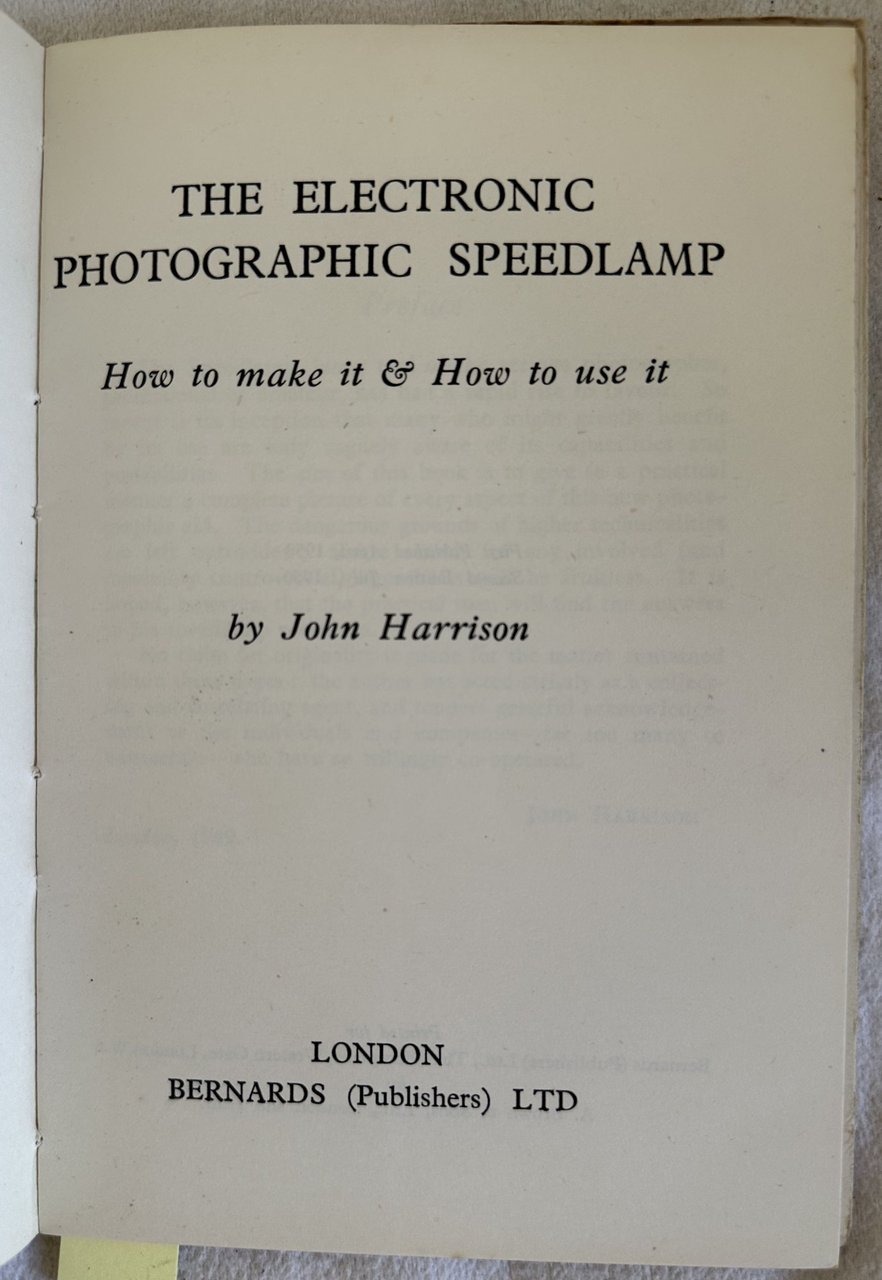 THE ELECTRONIC
PHOTOGRAPHIC SPEEDLAMP
How to make it & How to use it
by John Harrison
LONDON
BERNARDS (Publishers) LTD